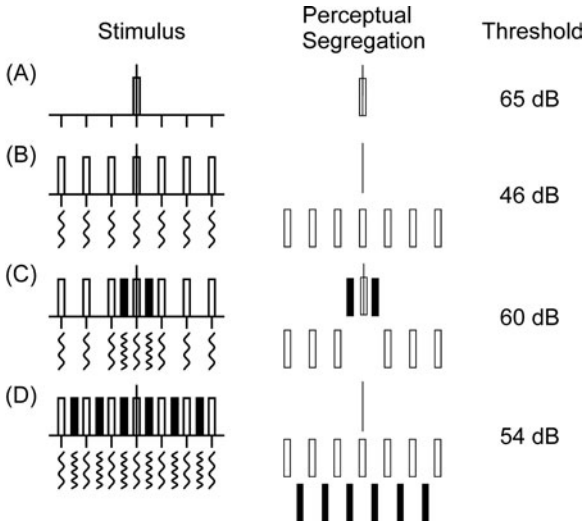 Stimulus
Perceptual
Segregation
Threshold
(A)
65 dB
(B)
46 dB
(C)
60 dB
(D)
54 dB